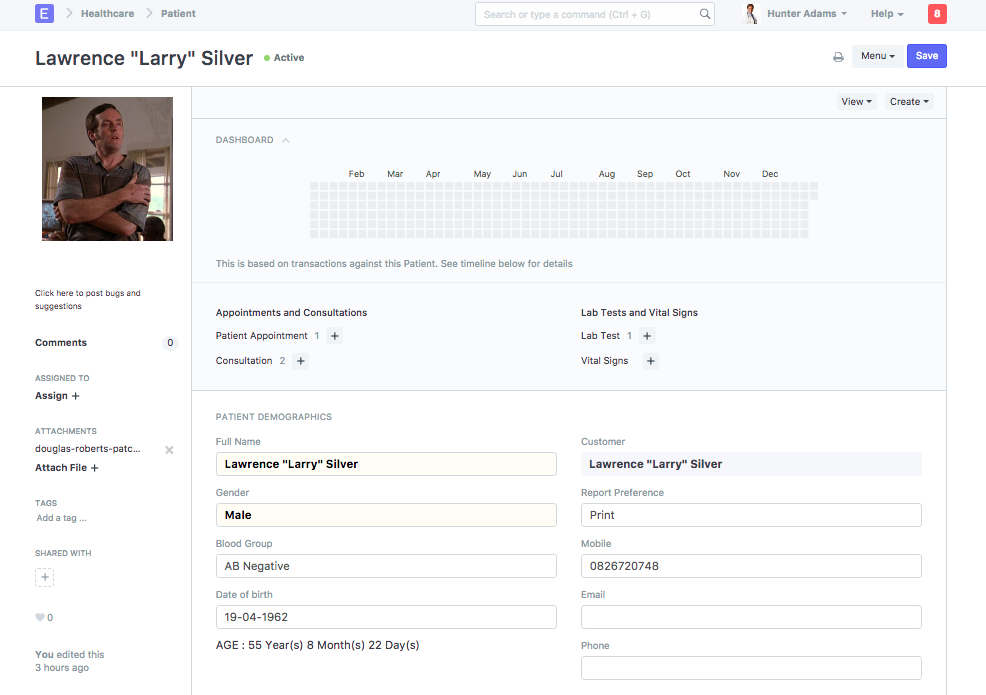 E Healthcare Patient Search or type a command (Ctrl + G) Hunter Adams Help 8
Lawrence "Larry" Silver Active Menu Save
View Create
DASHBOARD
Feb Mar Apr May Jun Jul Aug Sep Oct Nov Dec
This is based on transactions against this Patient. See timeline below for details
Click here to post bugs and
suggestions
Comments 0
ASSIGNED TO
Assign +
ATTACHMENTS
douglas-roberts-patc... ×
Attach File +
TAGS
Add a tag ...
SHARED WITH
+
0
You edited this
3 hours ago
Appointments and Consultations
Patient Appointment 1 +
Consultation 2 +
Lab Tests and Vital Signs
Lab Test 1 +
Vital Signs +
PATIENT DEMOGRAPHICS
Full Name
Lawrence "Larry" Silver
Gender
Male
Blood Group
AB Negative
Date of birth
19-04-1962
AGE : 55 Year(s) 8 Month(s) 22 Day(s)
Customer
Lawrence "Larry" Silver
Report Preference
Print
Mobile
0826720748
Email
Phone